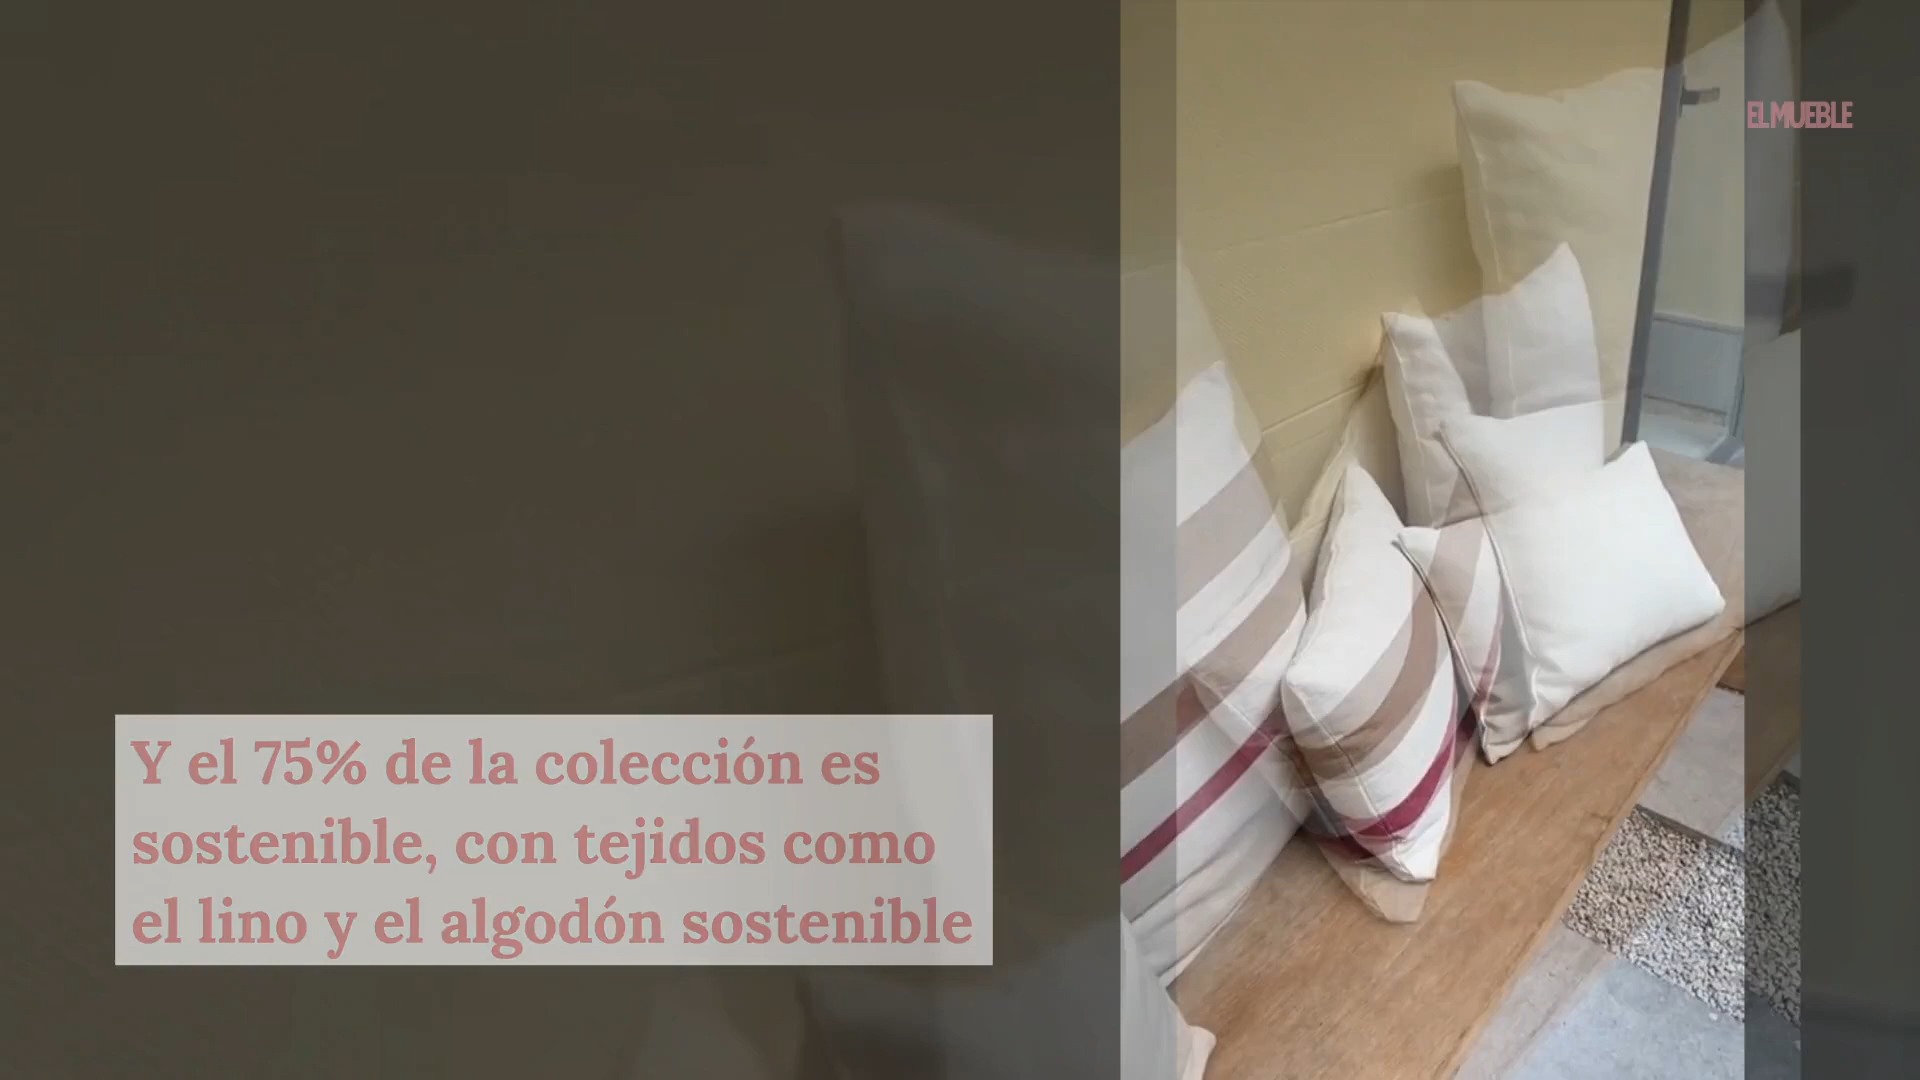 EL MUEBLE
Y el 75% de la colección es
sostenible, con tejidos como
el lino y el algodón sostenible